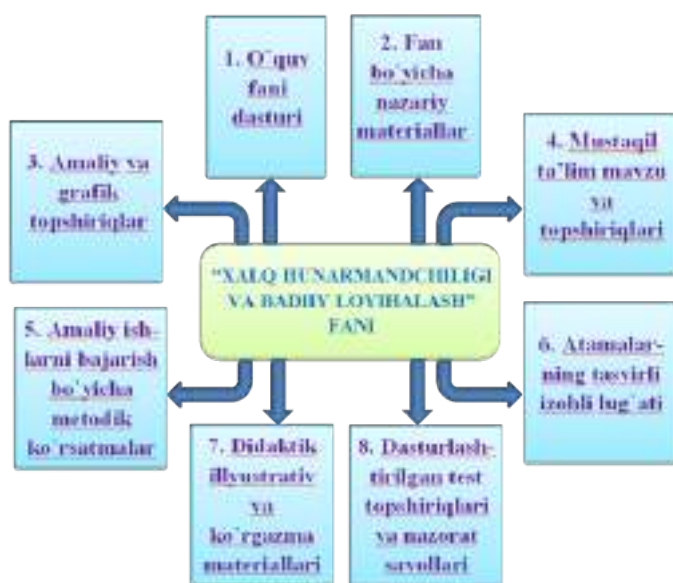 1. O`quv
fani
dasturi
2. Fan
bo`yicha
nazariy
materiallar
3. Amaliy va
grafik
topshiriqlar
4. Mustaqil
ta'lim mavzu
va
topshiriqlari
"XALQ HUNARMANDCHILIGI
VA BADIIY LOYIHALASH"
FANI
5. Amaliy ish-
larni bajarish
bo`yicha
metodik
ko`rsatmalar
6. Atamalar-
ning tasvirli
izohli lug`ati
7. Didaktik
illyustrativ
va
ko`rgazma
materiallari
8. Dasturlash-
tirilgan test
topshiriqlari
va nazorat
savollari